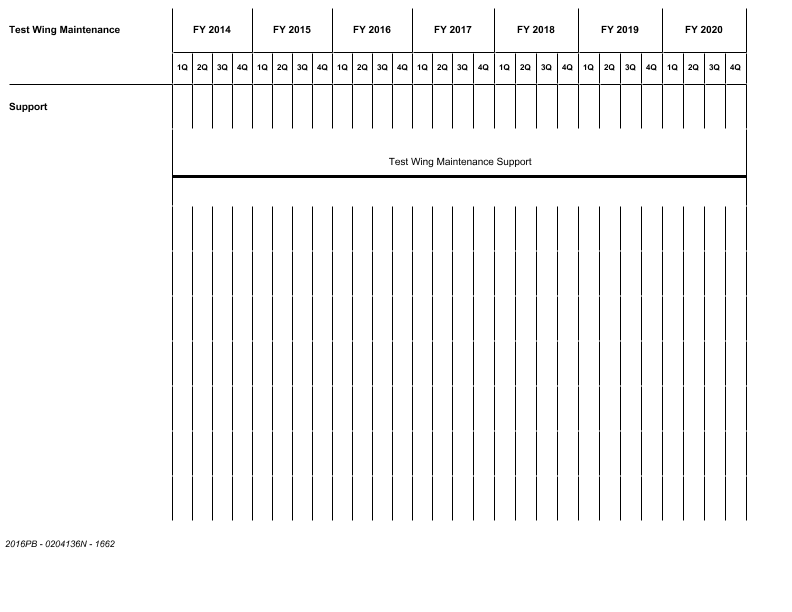 Test Wing Maintenance FY 2014 FY 2015 FY 2016 FY 2017 FY 2018 FY 2019 FY 2020
1Q 2Q 3Q 4Q 1Q 2Q 3Q 4Q 1Q 2Q 3Q 4Q 1Q 2Q 3Q 4Q 1Q 2Q 3Q 4Q 1Q 2Q 3Q 4Q 1Q 2Q 3Q 4Q
Support
Test Wing Maintenance Support
2016PB - 0204136N - 1662